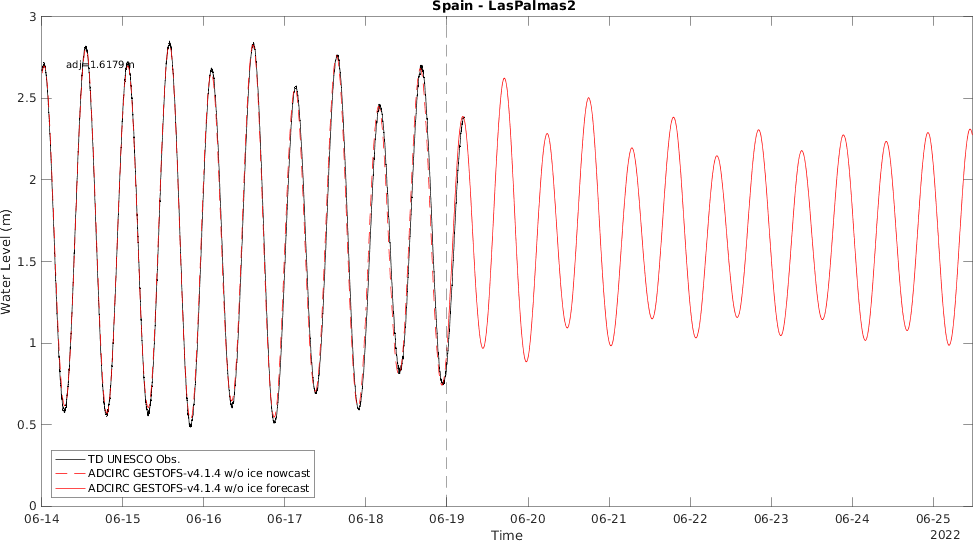 Spain - LasPalmas2
adj=1.6179 m
Water Level (m)
3
2.5
2
1.5
1
0.5
0
TD UNESCO Obs.
ADCIRC GESTOFS-v4.1.4 w/o ice nowcast
ADCIRC GESTOFS-v4.1.4 w/o ice forecast
06-14 06-15 06-16 06-17 06-18 06-19 06-20 06-21 06-22 06-23 06-24 06-25
2022
Time